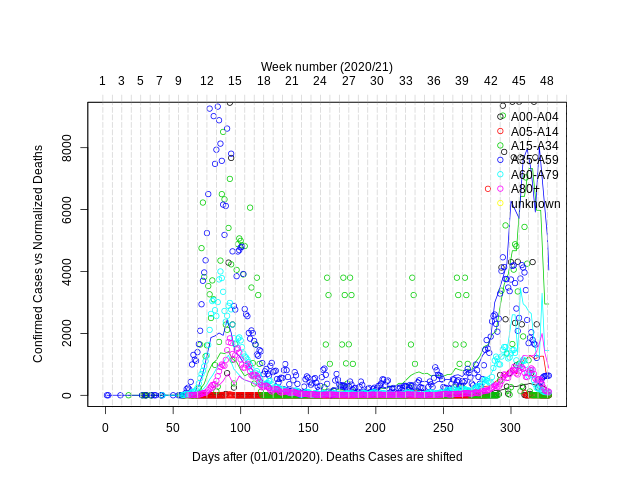 Week number (2020/21)
1 3 5 7 9 12 15 18 21 24 27 30 33 36 39 42 45 48
Confirmed Cases vs Normalized Deaths
8000
6000
4000
2000
0
A00-A04
A05-A14
A15-A34
A35-A59
A60-A79
A80+
unknown
0 50 100 150 200 250 300
Days after (01/01/2020). Deaths Cases are shifted